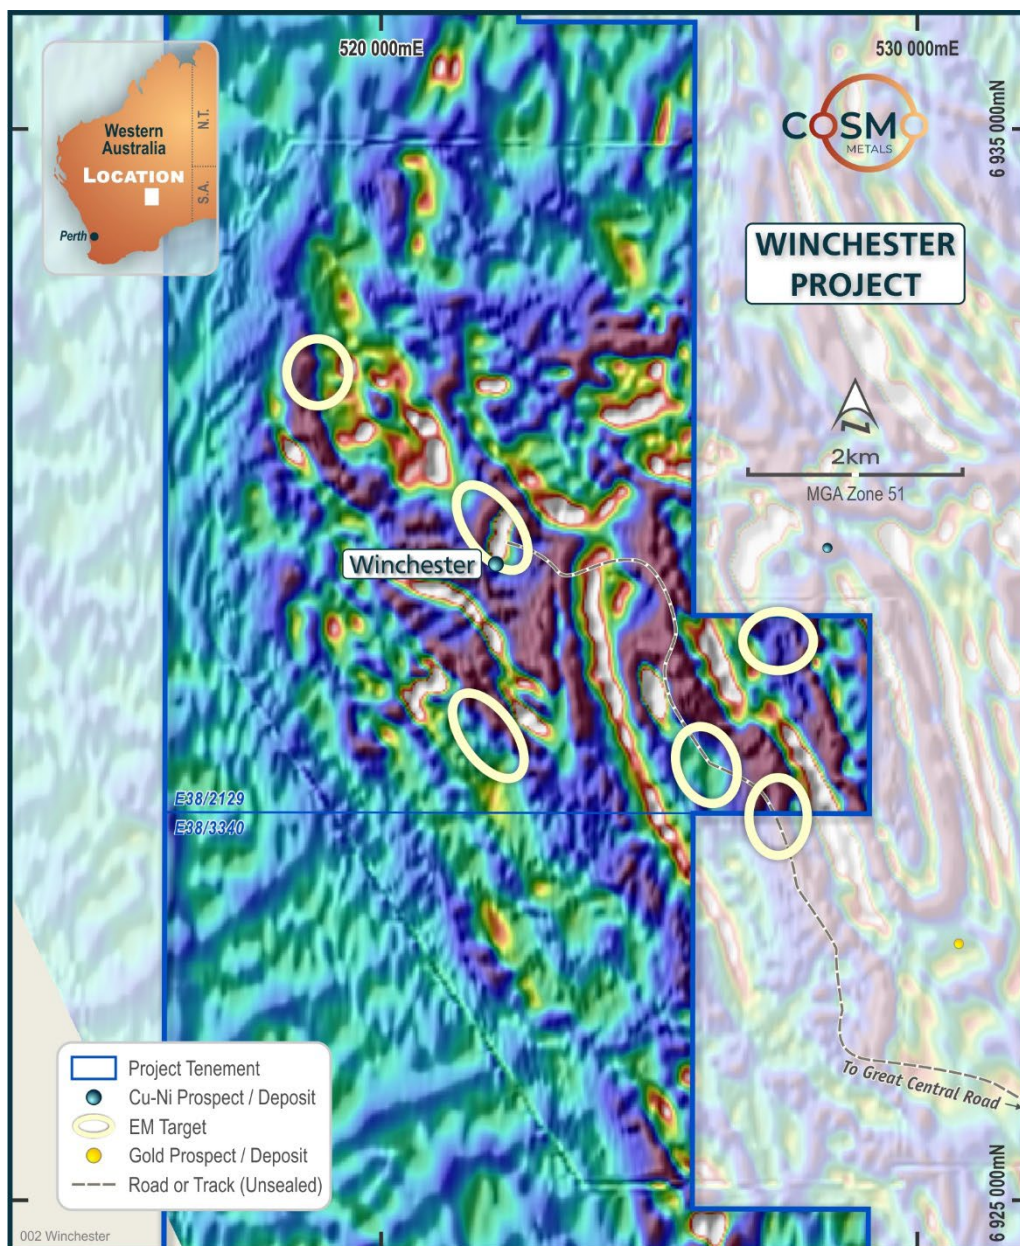 520 000mE
530 000mE
N.T.
Western
Australia
LOCATION
S.A.
Perth
COSMO
METALS
6 935 000mN
WINCHESTER
PROJECT
N
2km
MGA Zone 51
Winchester
E38/2129
E38/3340
To Great Central Road
Project Tenement
Cu-Ni Prospect / Deposit
EM Target
Gold Prospect / Deposit
Road or Track (Unsealed)
6 925 000mN
002 Winchester